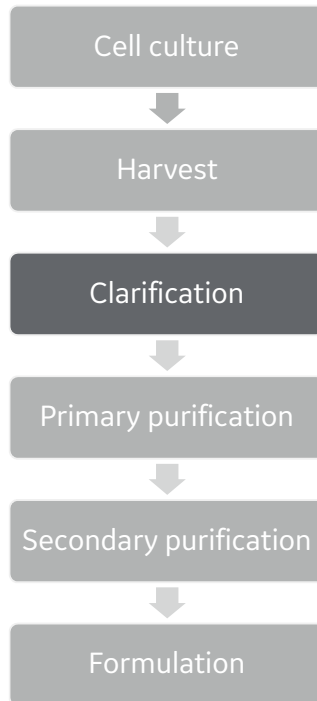 Cell culture
Harvest
Clarification
Primary purification
Secondary purification
Formulation